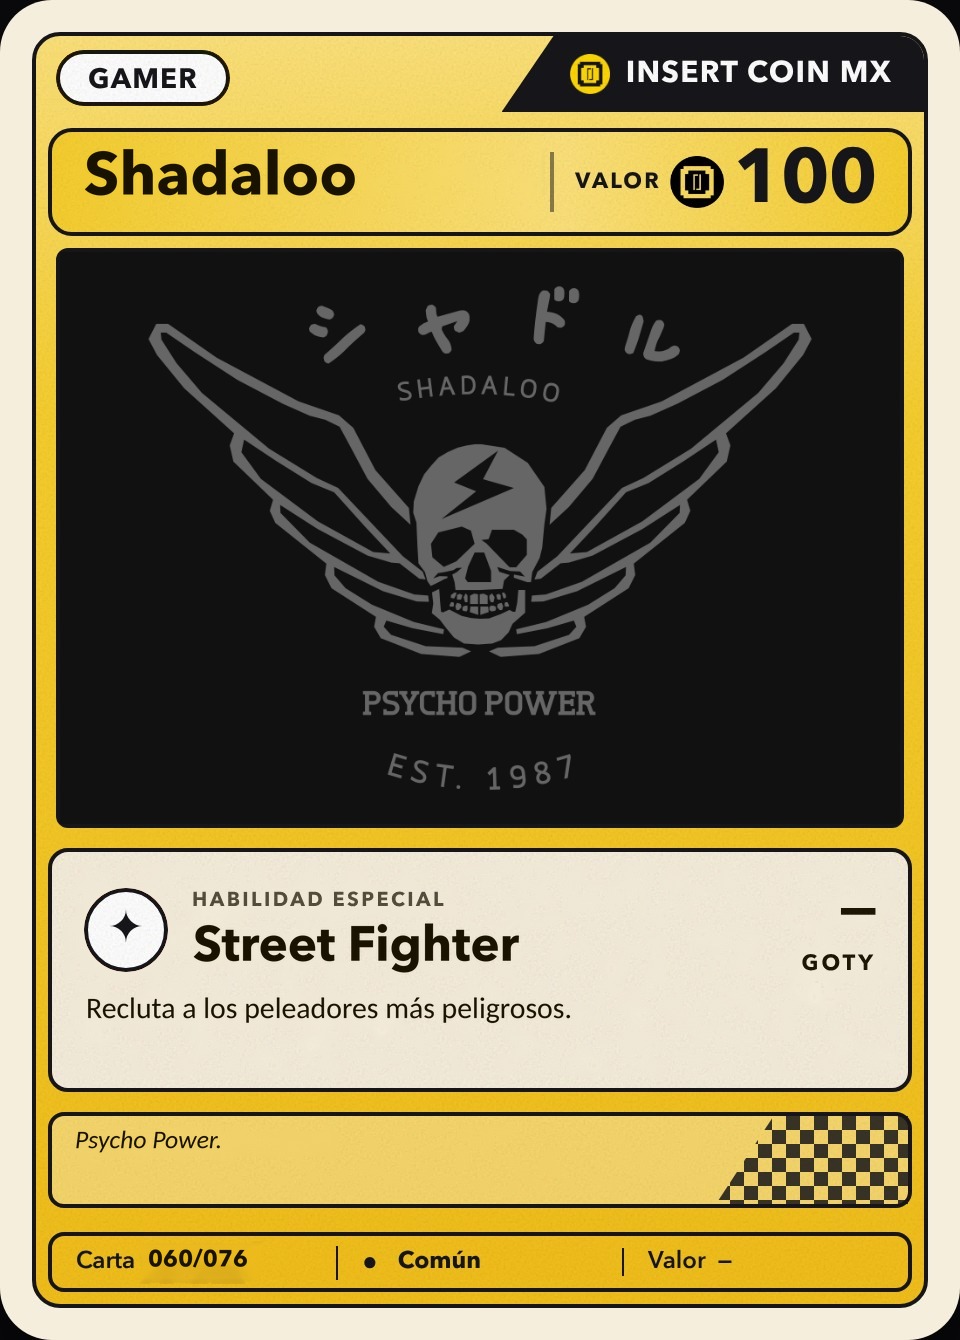 GAMER
INSERT COIN MX
Shadaloo
VALOR 100
シャドル
SHADALOO
PSYCHO POWER
EST. 1987
HABILIDAD ESPECIAL
Street Fighter
—
GOTY
Recluta a los peleadores más peligrosos.
Psycho Power.
Carta 060/076
• Común
Valor –